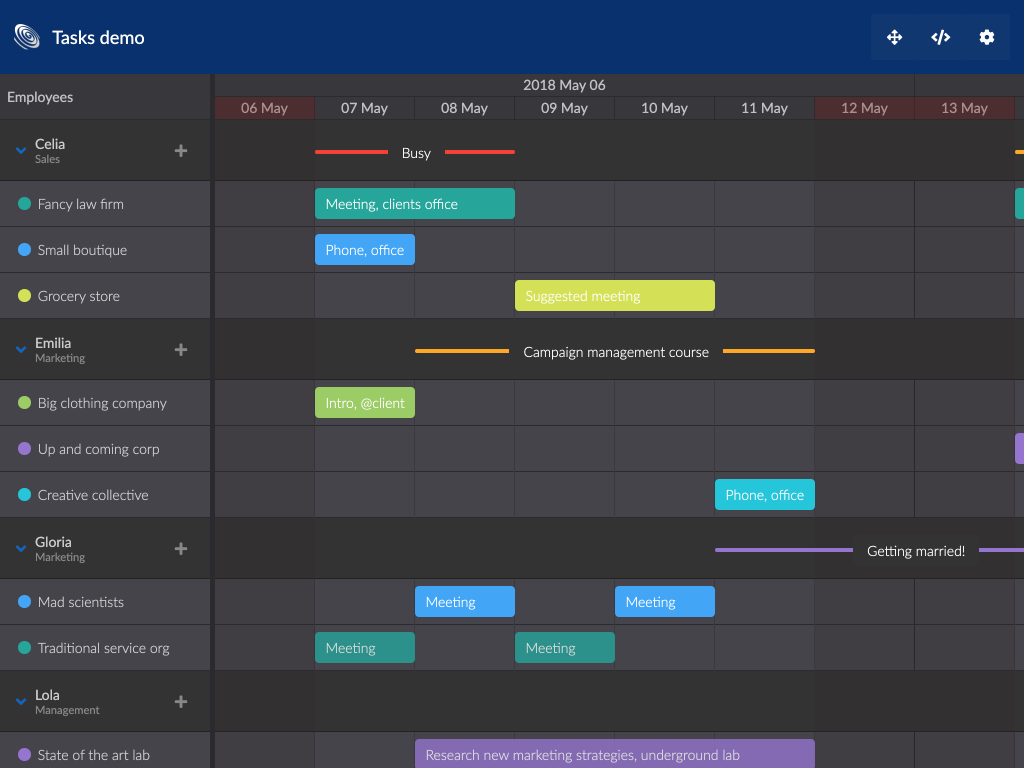 Tasks demo
Employees
2018 May 06
06 May 07 May 08 May 09 May 10 May 11 May 12 May 13 May
Celia
Sales
Busy
Fancy law firm
Meeting, clients office
Small boutique
Phone, office
Grocery store
Suggested meeting
Emilia
Marketing
Campaign management course
Big clothing company
Intro, @client
Up and coming corp
Creative collective
Phone, office
Gloria
Marketing
Getting married!
Mad scientists
Meeting Meeting
Traditional service org
Meeting Meeting
Lola
Management
State of the art lab
Research new marketing strategies, underground lab